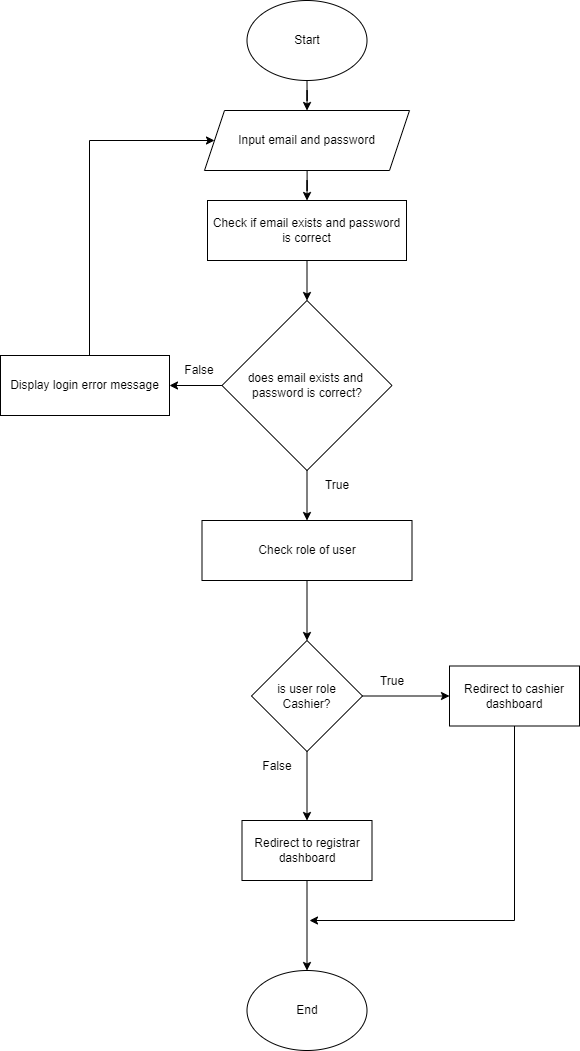 Start
Input email and password
Check if email exists and password
is correct
does email exists and
password is correct?
False
Display login error message
True
Check role of user
is user role
Cashier?
True
Redirect to cashier
dashboard
False
Redirect to registrar
dashboard
End